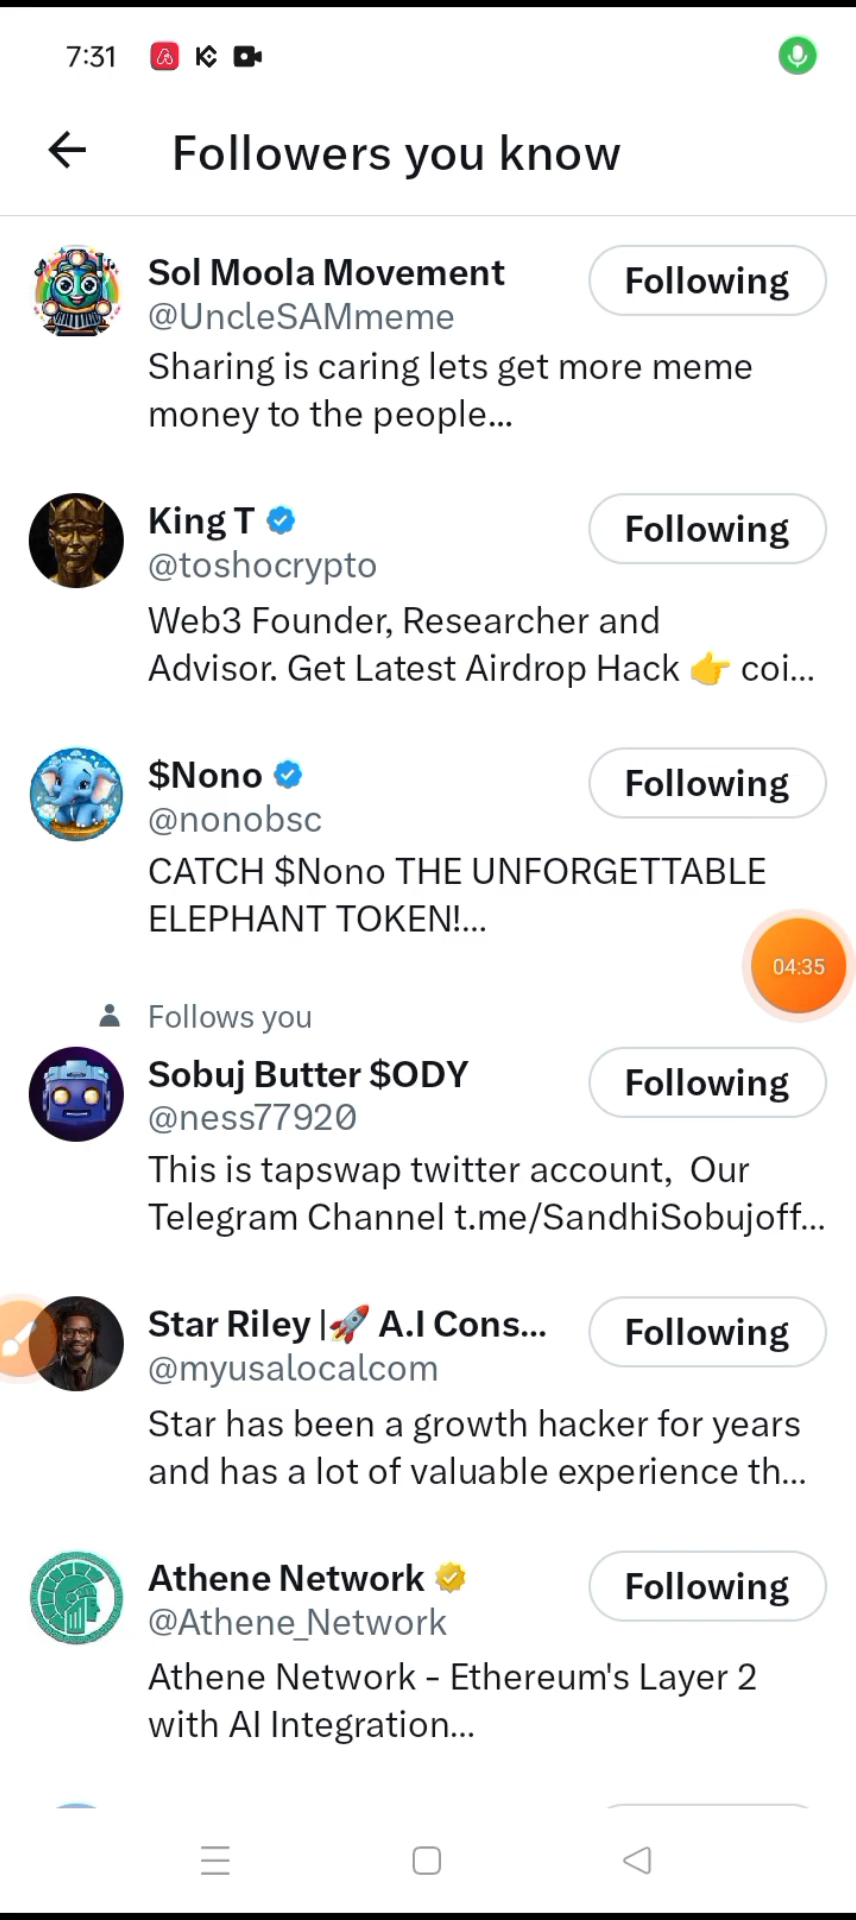 7:31
Followers you know
Sol Moola Movement
Following
@UncleSAMmeme
Sharing is caring lets get more meme
money to the people...
King T
Following
@toshocrypto
Web3 Founder, Researcher and
Advisor. Get Latest Airdrop Hack 👉 coi...
$Nono
Following
@nonobsc
CATCH $Nono THE UNFORGETTABLE
ELEPHANT TOKEN!...
04:35
Follows you
Sobuj Butter $ODY
Following
@ness77920
This is tapswap twitter account,  Our
Telegram Channel t.me/SandhiSobujoff...
Star Riley |🚀 A.I Cons...
Following
@myusalocalcom
Star has been a growth hacker for years
and has a lot of valuable experience th...
Athene Network
Following
@Athene_Network
Athene Network - Ethereum's Layer 2
with AI Integration...